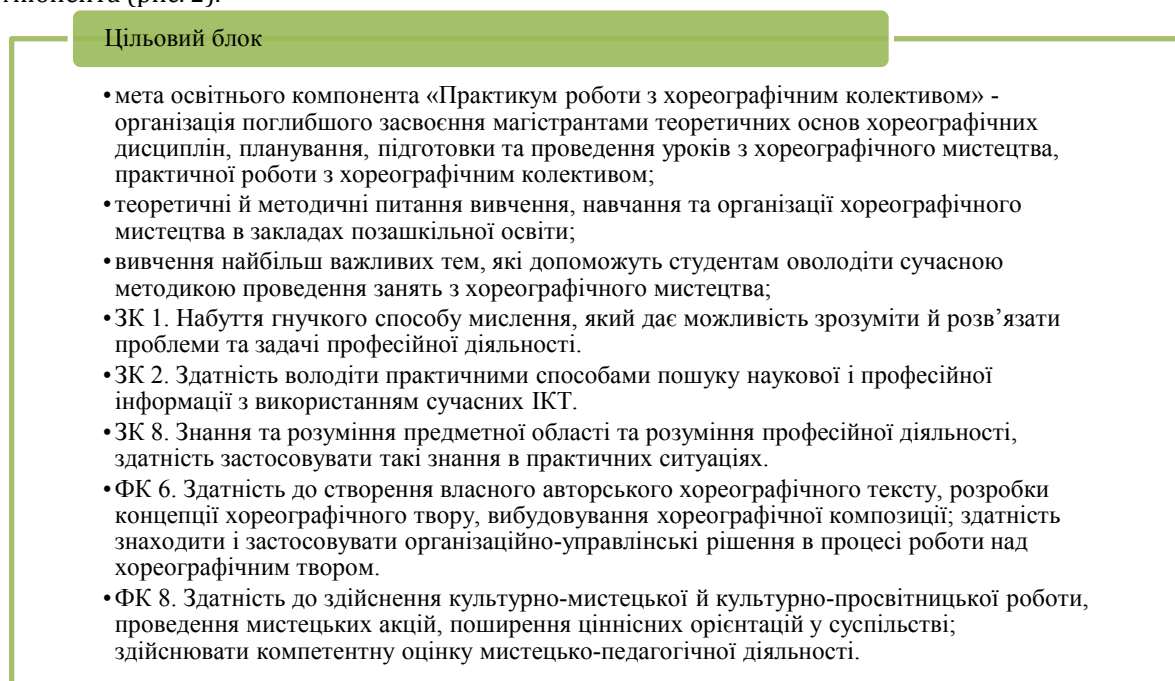 Цільовий блок
•мета освітнього компонента «Практикум роботи з хореографічним колективом» -
організація поглибшого засвоєння магістрантами теоретичних основ хореографічних
дисциплін, планування, підготовки та проведення уроків з хореографічного мистецтва,
практичної роботи з хореографічним колективом;
•теоретичні й методичні питання вивчення, навчання та організації хореографічного
мистецтва в закладах позашкільної освіти;
•вивчення найбільш важливих тем, які допоможуть студентам оволодіти сучасною
методикою проведення занять з хореографічного мистецтва;
•ЗК 1. Набуття гнучкого способу мислення, який дає можливість зрозуміти й розв’язати
проблеми та задачі професійної діяльності.
•ЗК 2. Здатність володіти практичними способами пошуку наукової і професійної
інформації з використанням сучасних ІКТ.
•ЗК 8. Знання та розуміння предметної області та розуміння професійної діяльності,
здатність застосовувати такі знання в практичних ситуаціях.
•ФК 6. Здатність до створення власного авторського хореографічного тексту, розробки
концепції хореографічного твору, вибудовування хореографічної композиції; здатність
знаходити і застосовувати організаційно-управлінські рішення в процесі роботи над
хореографічним твором.
•ФК 8. Здатність до здійснення культурно-мистецької й культурно-просвітницької роботи,
проведення мистецьких акцій, поширення ціннісних орієнтацій у суспільстві;
здійснювати компетентну оцінку мистецько-педагогічної діяльності.